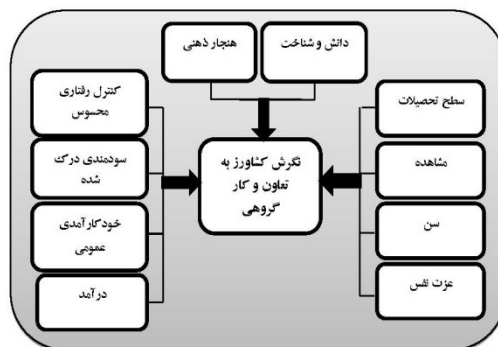 دانش و شناخت
هنجار ذهنی
سطح تحصیلات
مشاهده
سن
عزت نفس
نگرش کشاورز به
تعاون و کار
گروهی
کنترل رفتاری
محسوس
سودمندی درک
شده
خودکارآمدی
عمومی
درآمد